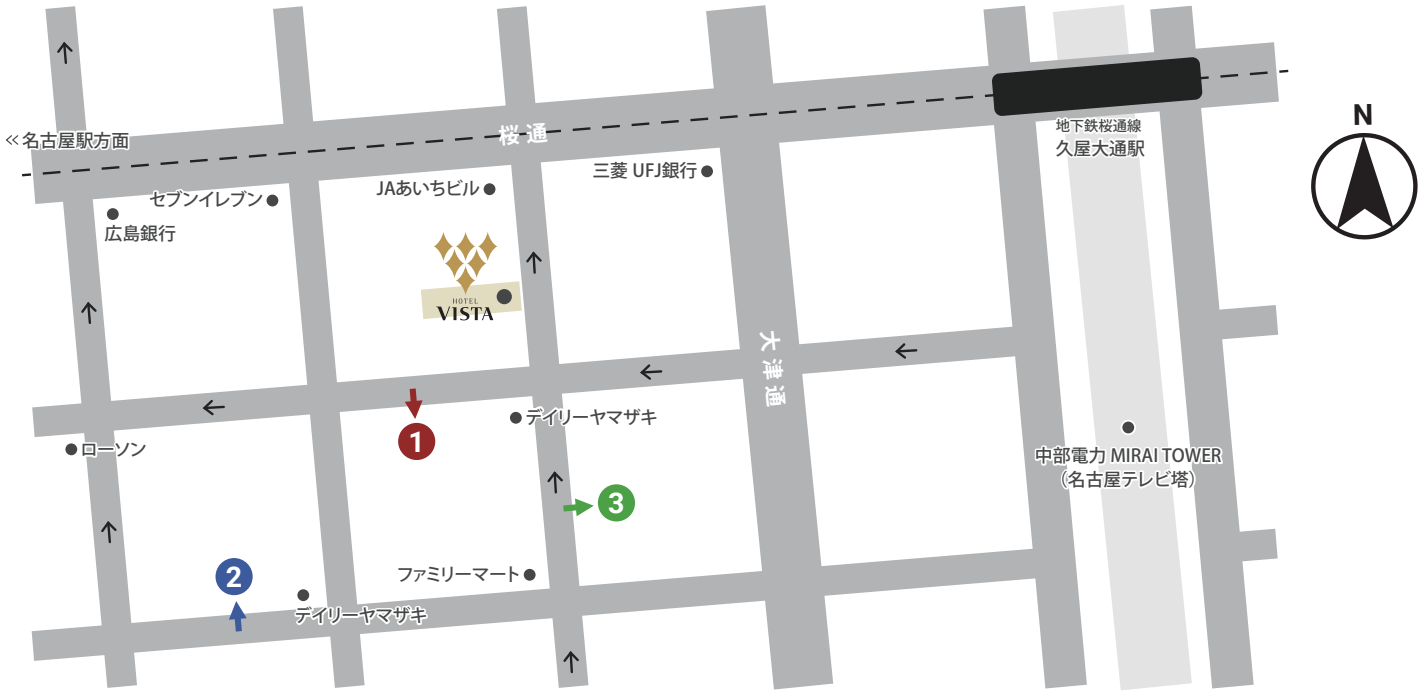 N
桜通
≪名古屋駅方面
地下鉄桜通線
久屋大通駅
三菱 UFJ銀行
JAあいちビル
セブンイレブン
広島銀行
HOTEL
VISTA
大津通
デイリーヤマザキ
1
ローソン
中部電力 MIRAI TOWER
（名古屋テレビ塔）
3
ファミリーマート
2
デイリーヤマザキ